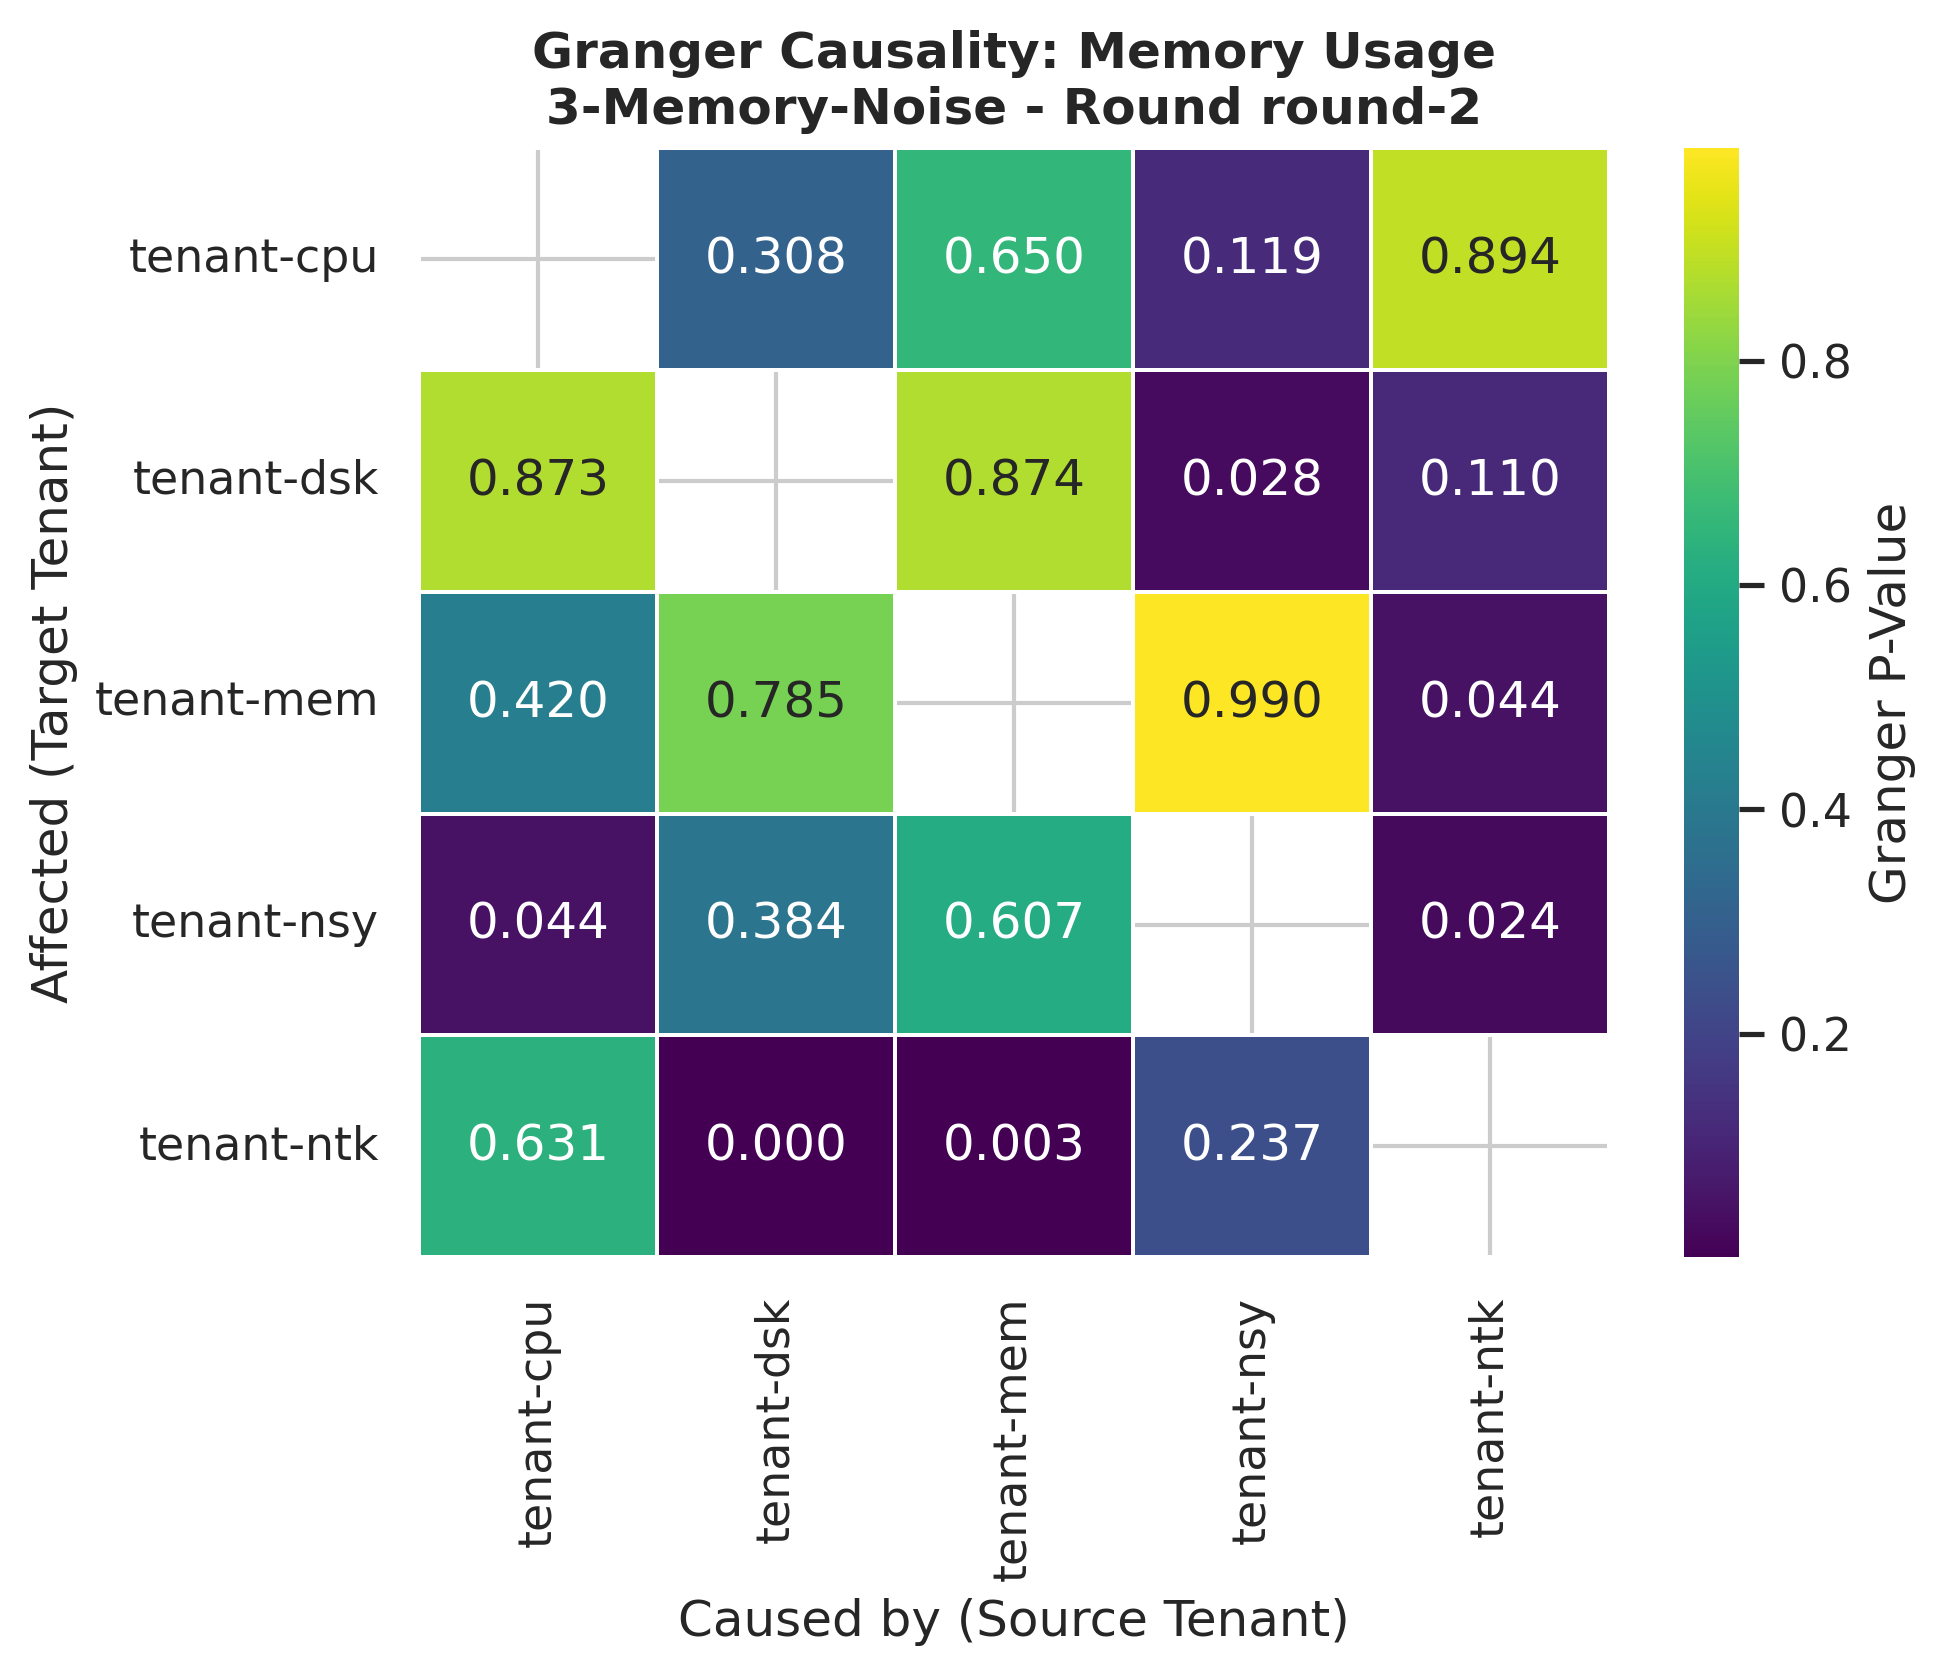 Granger Causality: Memory Usage
3-Memory-Noise - Round round-2
Affected (Target Tenant)
tenant-cpu 0.308 0.650 0.119 0.894
tenant-dsk 0.873 0.874 0.028 0.110
tenant-mem 0.420 0.785 0.990 0.044
tenant-nsy 0.044 0.384 0.607 0.024
tenant-ntk 0.631 0.000 0.003 0.237
tenant-cpu
tenant-dsk
tenant-mem
tenant-nsy
tenant-ntk
Caused by (Source Tenant)
0.8
0.6
0.4
0.2
Granger P-Value